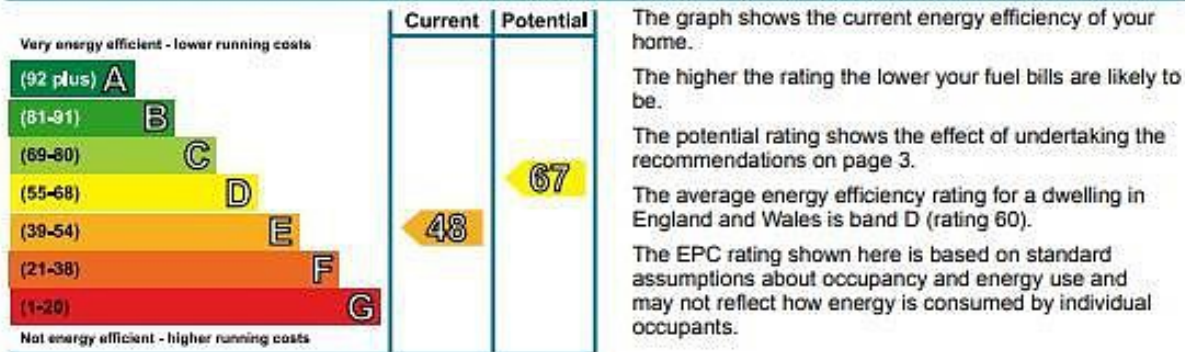 Current Potential
Very energy efficient - lower running costs
(92 plus) A
(81-91) B
(69-80) C
(55-68) D
(39-54) E
(21-38) F
(1-20) G
Not energy efficient - higher running costs
67
48
The graph shows the current energy efficiency of your
home.
The higher the rating the lower your fuel bills are likely to
be.
The potential rating shows the effect of undertaking the
recommendations on page 3.
The average energy efficiency rating for a dwelling in
England and Wales is band D (rating 60).
The EPC rating shown here is based on standard
assumptions about occupancy and energy use and
may not reflect how energy is consumed by individual
occupants.